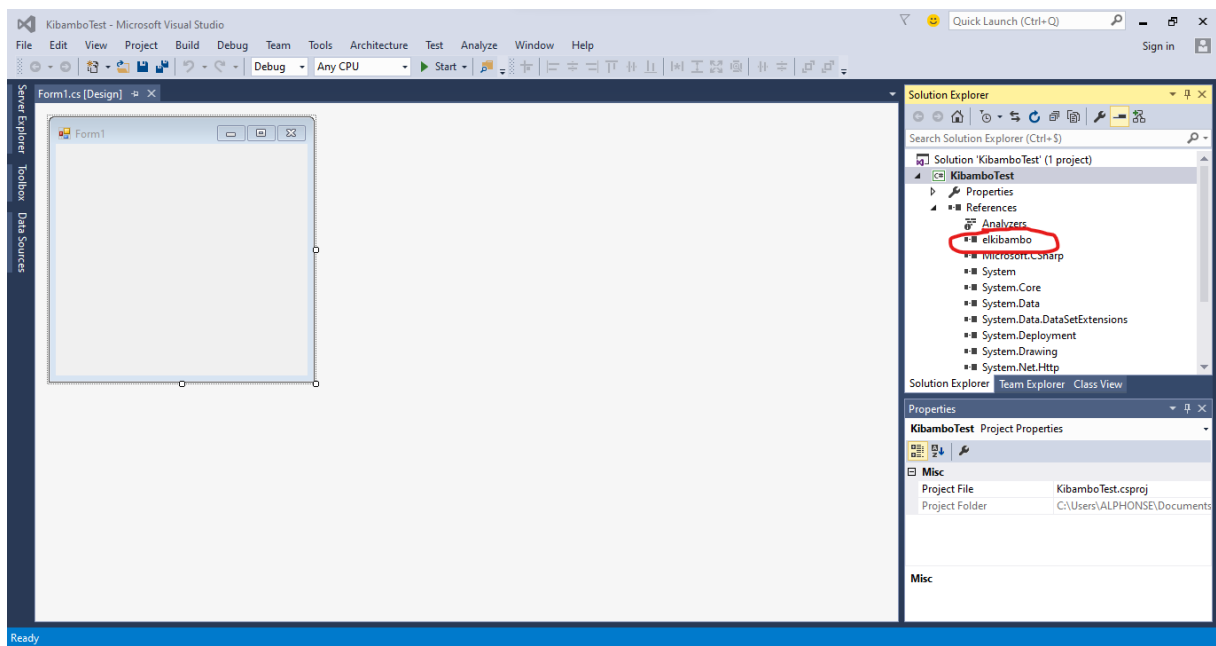 KibamboTest - Microsoft Visual Studio
Quick Launch (Ctrl+Q)
File Edit View Project Build Debug Team Tools Architecture Test Analyze Window Help
Sign in
Debug Any CPU Start
Server Explorer
Toolbox
Data Sources
Form1.cs [Design]
Form1
Solution Explorer
Search Solution Explorer (Ctrl+$)
Solution 'KibamboTest' (1 project)
C# KibamboTest
Properties
References
Analyzers
elkibambo
Microsoft.CSharp
System
System.Core
System.Data
System.Data.DataSetExtensions
System.Deployment
System.Drawing
System.Net.Http
Solution Explorer Team Explorer Class View
Properties
KibamboTest Project Properties
Misc
Project File KibamboTest.csproj
Project Folder C:\Users\ALPHONSE\Documents
Misc
Ready